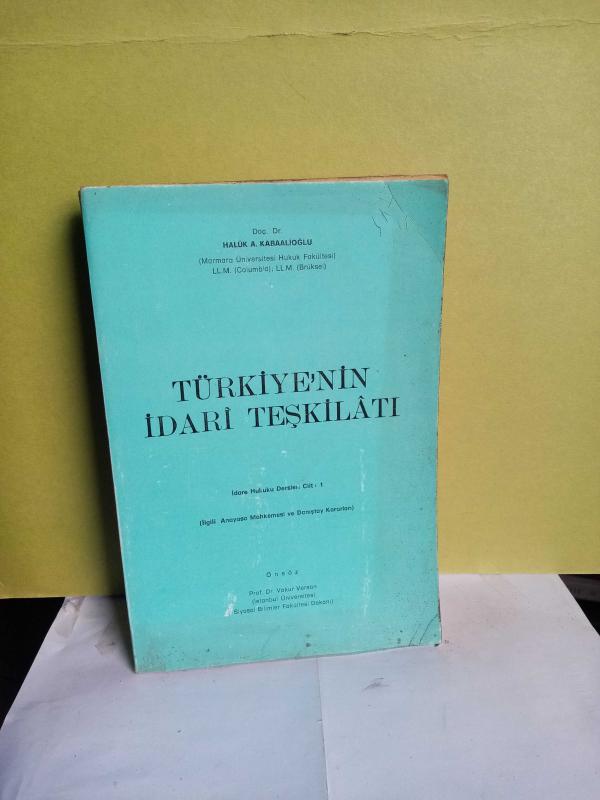 Doç. Dr.
HALÛK A. KABAALİOĞLU
(Marmara Üniversitesi Hukuk Fakültesi)
LL.M. (Columbia); LL.M. (Brüksel)
TÜRKİYE'NİN
İDARÎ TEŞKİLÂTI
İdare Hukuku Dersleri: Cilt : 1
(İlgili Anayasa Mahkemesi ve Danıştay Kararları)
Önsöz
Prof. Dr. Vakur Versan
(İstanbul Üniversitesi
Siyasal Bilimler Fakültesi Dekanı)